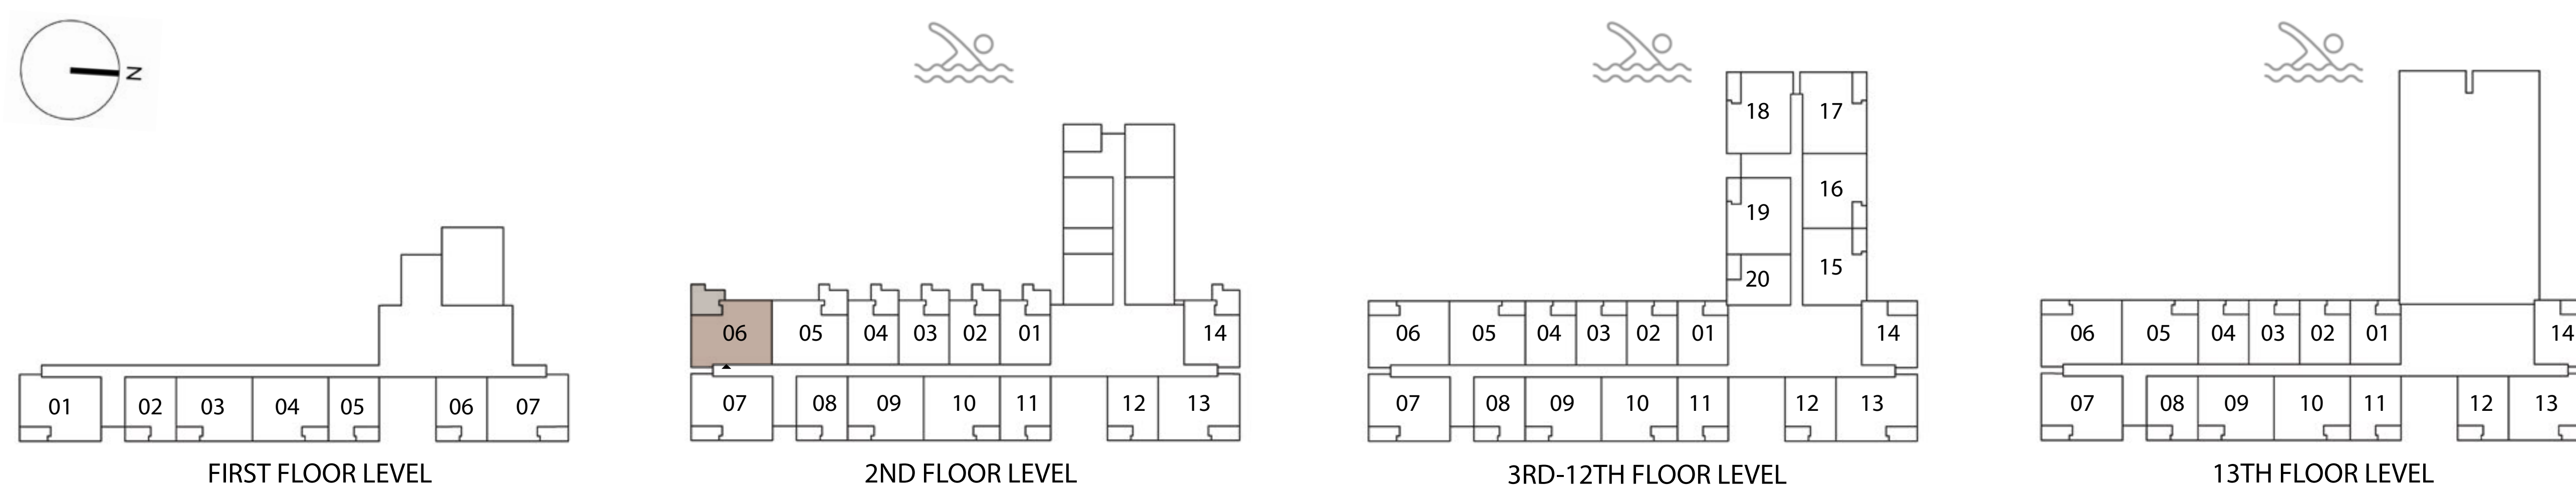 N
18 17
16
19
15
20
06 05 04 03 02 01 14
06 05 04 03 02 01 14
06 05 04 03 02 01 14
01 02 03 04 05 06 07
07 08 09 10 11 12 13
07 08 09 10 11 12 13
07 08 09 10 11 12 13
FIRST FLOOR LEVEL
2ND FLOOR LEVEL
3RD-12TH FLOOR LEVEL
13TH FLOOR LEVEL